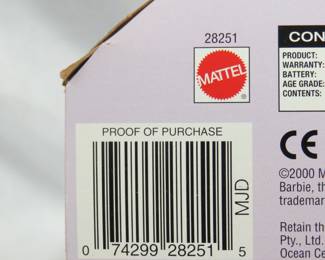 28251
MATTEL
®
PROOF OF PURCHASE
MJD
0 74299 28251 5
CON
PRODUCT:
WARRANTY:
BATTERY:
AGE GRADE:
CONTENTS:
CE
©2000 M
Barbie, th
trademar
Retain th
Pty., Ltd.
Ocean Ce